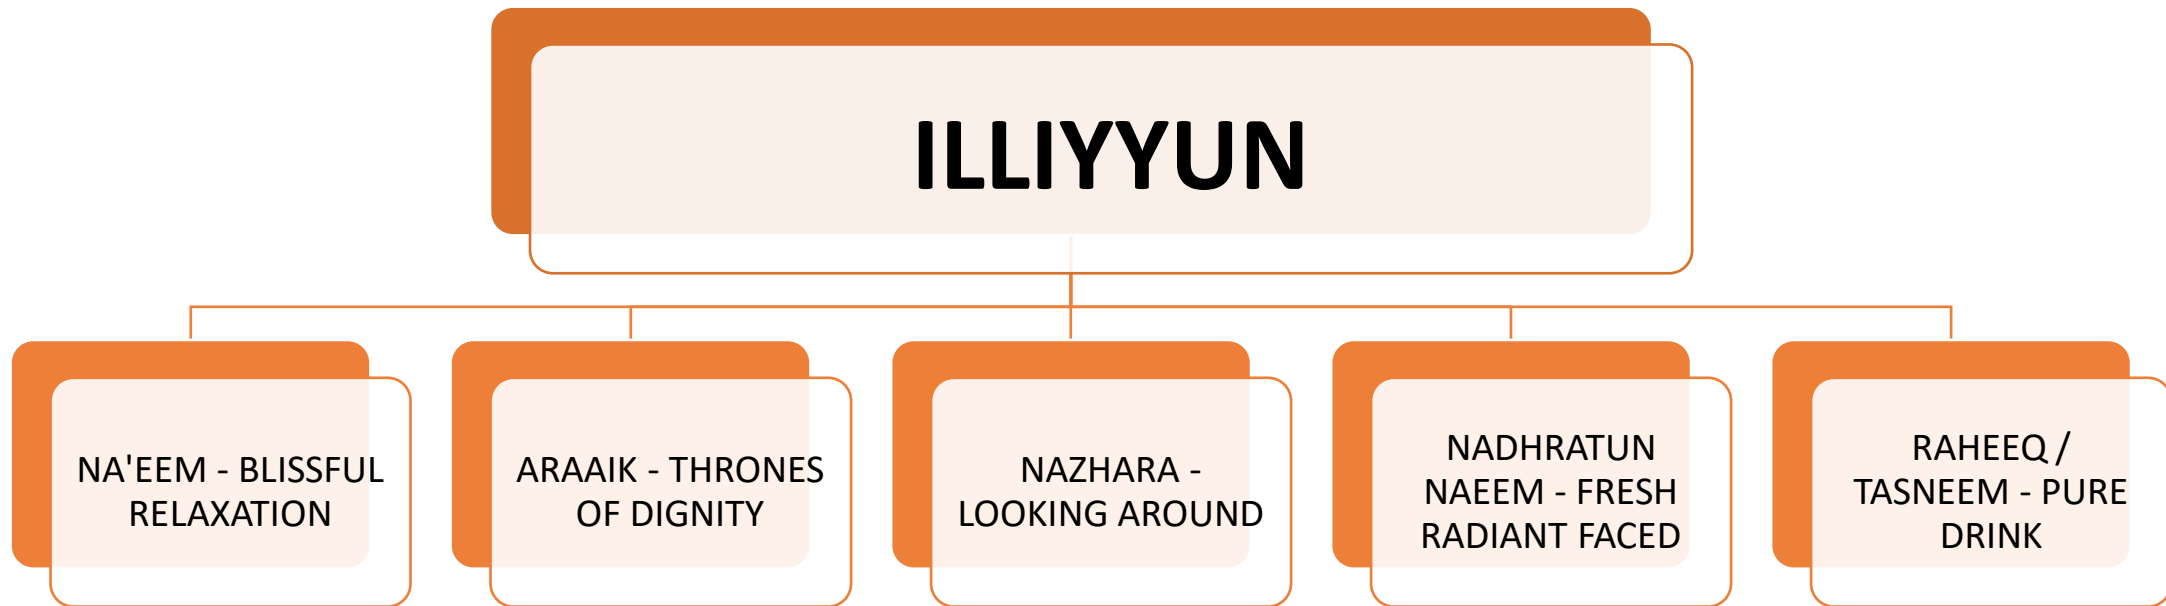 ILLIYYUN
NA'EEM - BLISSFUL
RELAXATION
ARAAIK - THRONES
OF DIGNITY
NAZHARA -
LOOKING AROUND
NADHRATUN
NAEEM - FRESH
RADIANT FACED
RAHEEQ /
TASNEEM - PURE
DRINK